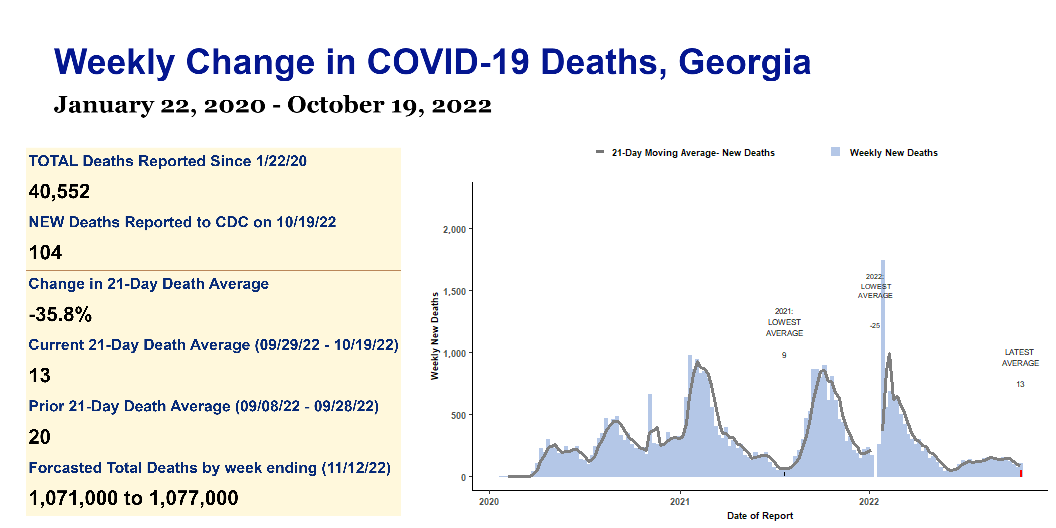 Weekly Change in COVID-19 Deaths, Georgia
January 22, 2020 - October 19, 2022
TOTAL Deaths Reported Since 1/22/20
40,552
NEW Deaths Reported to CDC on 10/19/22
104
Change in 21-Day Death Average
-35.8%
Current 21-Day Death Average (09/29/22 - 10/19/22)
13
Prior 21-Day Death Average (09/08/22 - 09/28/22)
20
Forcasted Total Deaths by week ending (11/12/22)
1,071,000 to 1,077,000
21-Day Moving Average- New Deaths
Weekly New Deaths
Weekly New Deaths
2,000
1,500
1,000
500
0
2021:
LOWEST
AVERAGE
9
2022:
LOWEST
AVERAGE
-25
LATEST
AVERAGE
13
2020
2021
2022
Date of Report